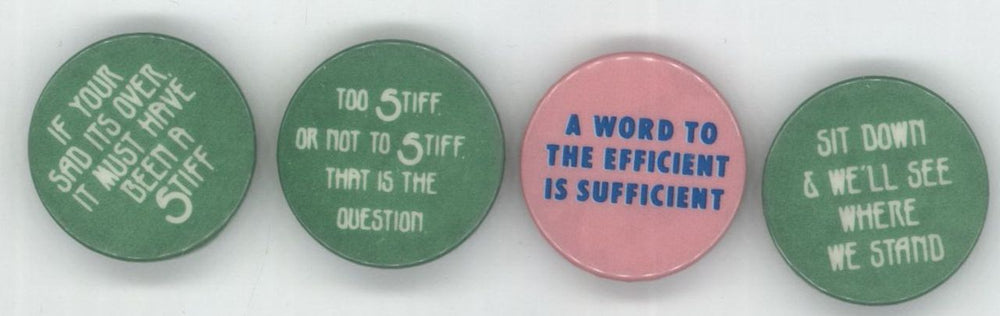 IF YOUR
SAD ITS OVER,
IT MUST HAVE
BEEN A
STIFF
TOO STIFF.
OR NOT TO STIFF.
THAT IS THE
QUESTION
A WORD TO
THE EFFICIENT
IS SUFFICIENT
SIT DOWN
& WE'LL SEE
WHERE
WE STAND